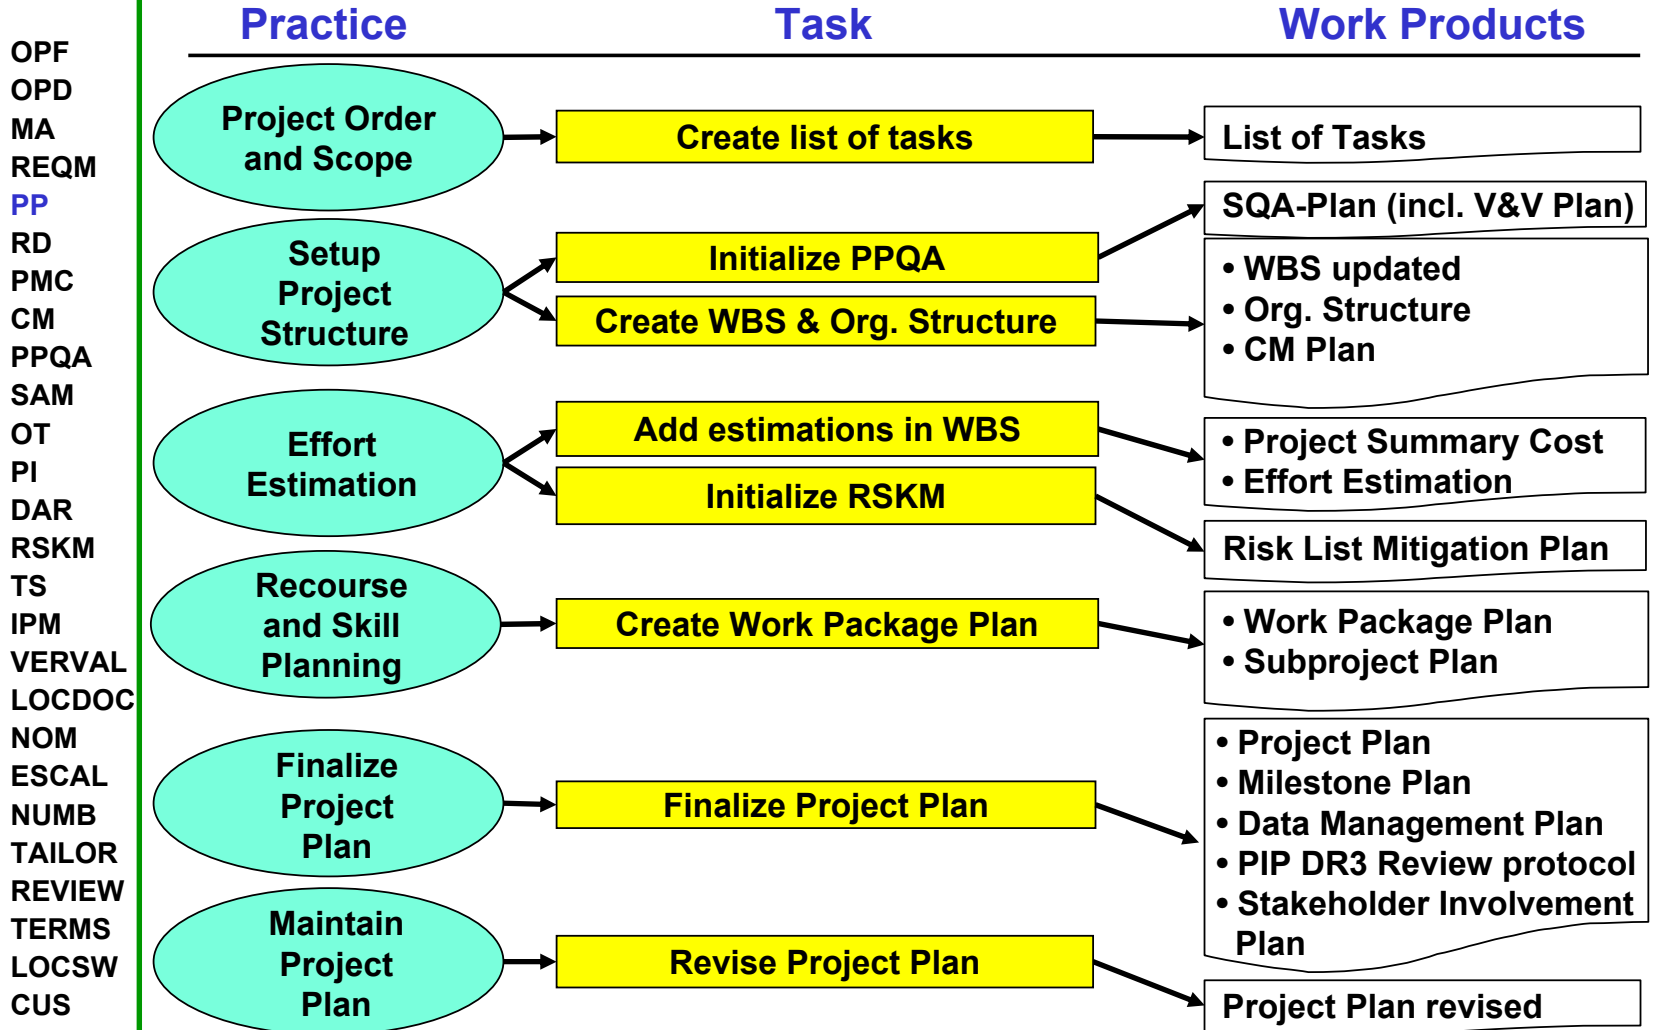 Practice
Task
Work Products
OPF
OPD
MA
REQM
PP
RD
PMC
CM
PPQA
SAM
OT
PI
DAR
RSKM
TS
IPM
VERVAL
LOCDOC
NOM
ESCAL
NUMB
TAILOR
REVIEW
TERMS
LOCSW
CUS
Project Order
and Scope
Create list of tasks
List of Tasks
Setup
Project
Structure
Initialize PPQA
SQA-Plan (incl. V&V Plan)
Create WBS & Org. Structure
• WBS updated
• Org. Structure
• CM Plan
Effort
Estimation
Add estimations in WBS
• Project Summary Cost
• Effort Estimation
Initialize RSKM
Risk List Mitigation Plan
Recourse
and Skill
Planning
Create Work Package Plan
• Work Package Plan
• Subproject Plan
Finalize
Project
Plan
Finalize Project Plan
• Project Plan
• Milestone Plan
• Data Management Plan
• PIP DR3 Review protocol
• Stakeholder Involvement
Plan
Maintain
Project
Plan
Revise Project Plan
Project Plan revised